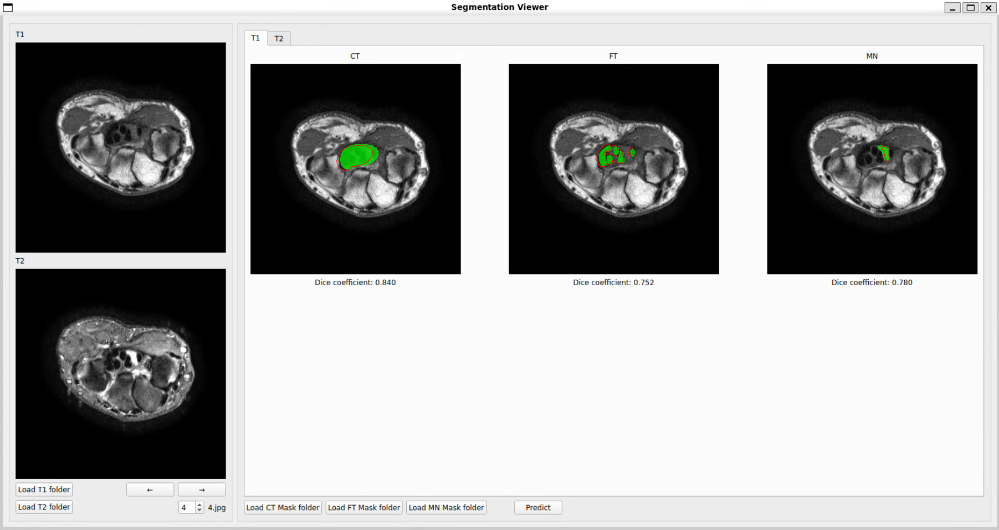 Segmentation Viewer
T1
T2
Load T1 folder
←
→
Load T2 folder
4
4.jpg
T1
T2
CT
FT
MN
Dice coefficient: 0.840
Dice coefficient: 0.752
Dice coefficient: 0.780
Load CT Mask folder
Load FT Mask folder
Load MN Mask folder
Predict